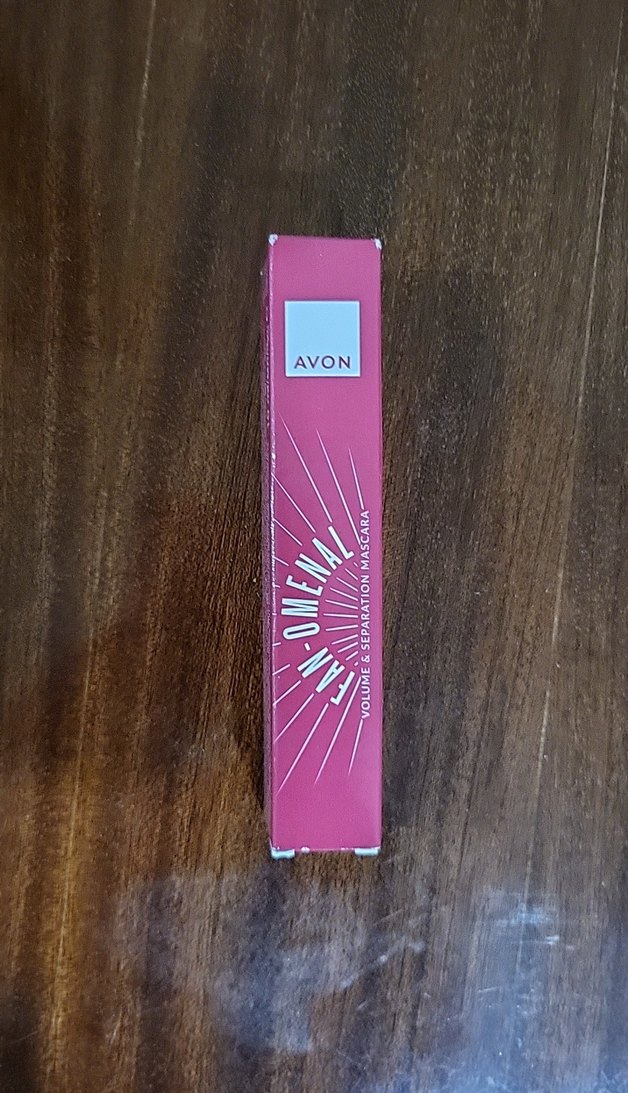 AVON
FAN-OMENAL
VOLUME & SEPARATION MASCARA